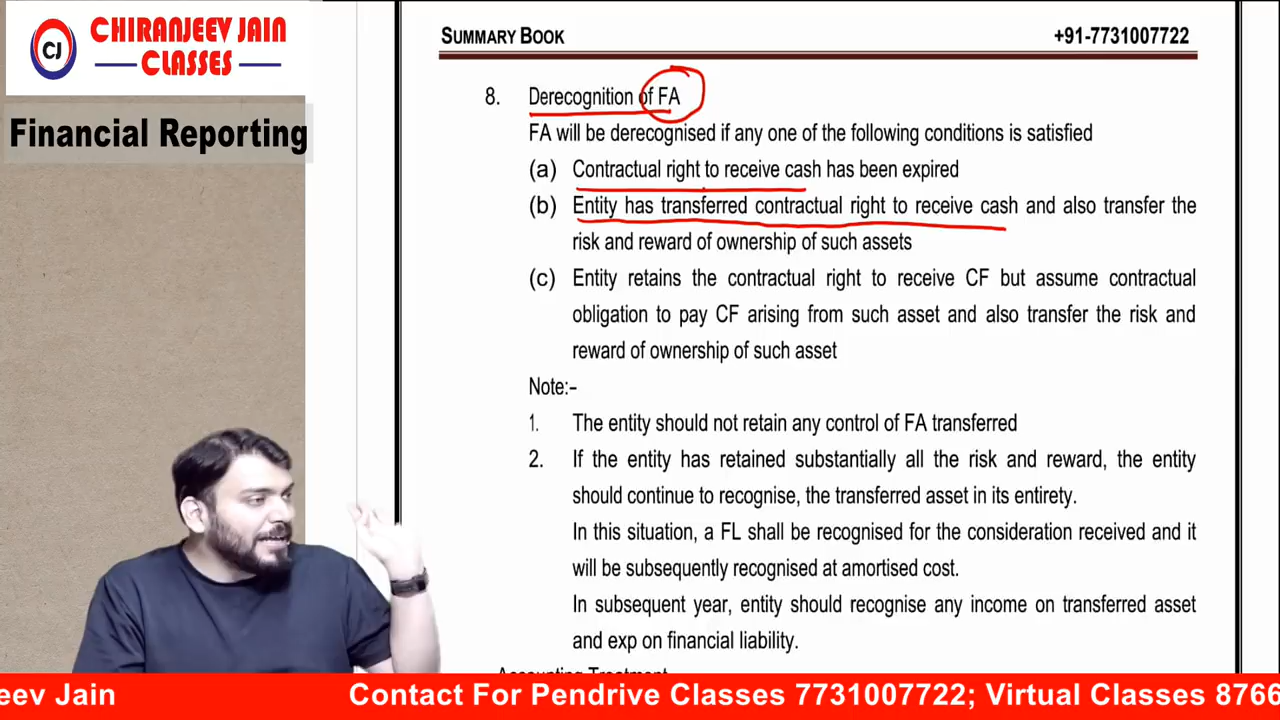 CJ
CHIRANJEEV JAIN
CLASSES
Financial Reporting
SUMMARY BOOK
+91-7731007722
8. Derecognition of FA
FA will be derecognised if any one of the following conditions is satisfied
(a) Contractual right to receive cash has been expired
(b) Entity has transferred contractual right to receive cash and also transfer the
risk and reward of ownership of such assets
(c) Entity retains the contractual right to receive CF but assume contractual
obligation to pay CF arising from such asset and also transfer the risk and
reward of ownership of such asset
Note:-
1. The entity should not retain any control of FA transferred
2. If the entity has retained substantially all the risk and reward, the entity
should continue to recognise, the transferred asset in its entirety.
In this situation, a FL shall be recognised for the consideration received and it
will be subsequently recognised at amortised cost.
In subsequent year, entity should recognise any income on transferred asset
and exp on financial liability.
Accounting Treatment
eev Jain
Contact For Pendrive Classes 7731007722; Virtual Classes 8766